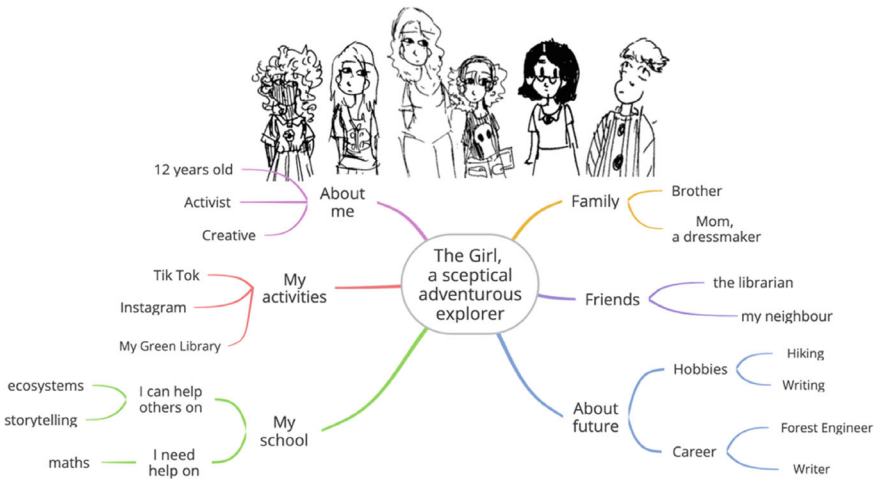 The Girl,
a sceptical
adventurous
explorer
About
me
12 years old
Activist
Creative
My
activities
Tik Tok
Instagram
My Green Library
My
school
I can help
others on
ecosystems
storytelling
I need
help on
maths
Family
Brother
Mom,
a dressmaker
Friends
the librarian
my neighbour
About
future
Hobbies
Hiking
Writing
Career
Forest Engineer
Writer